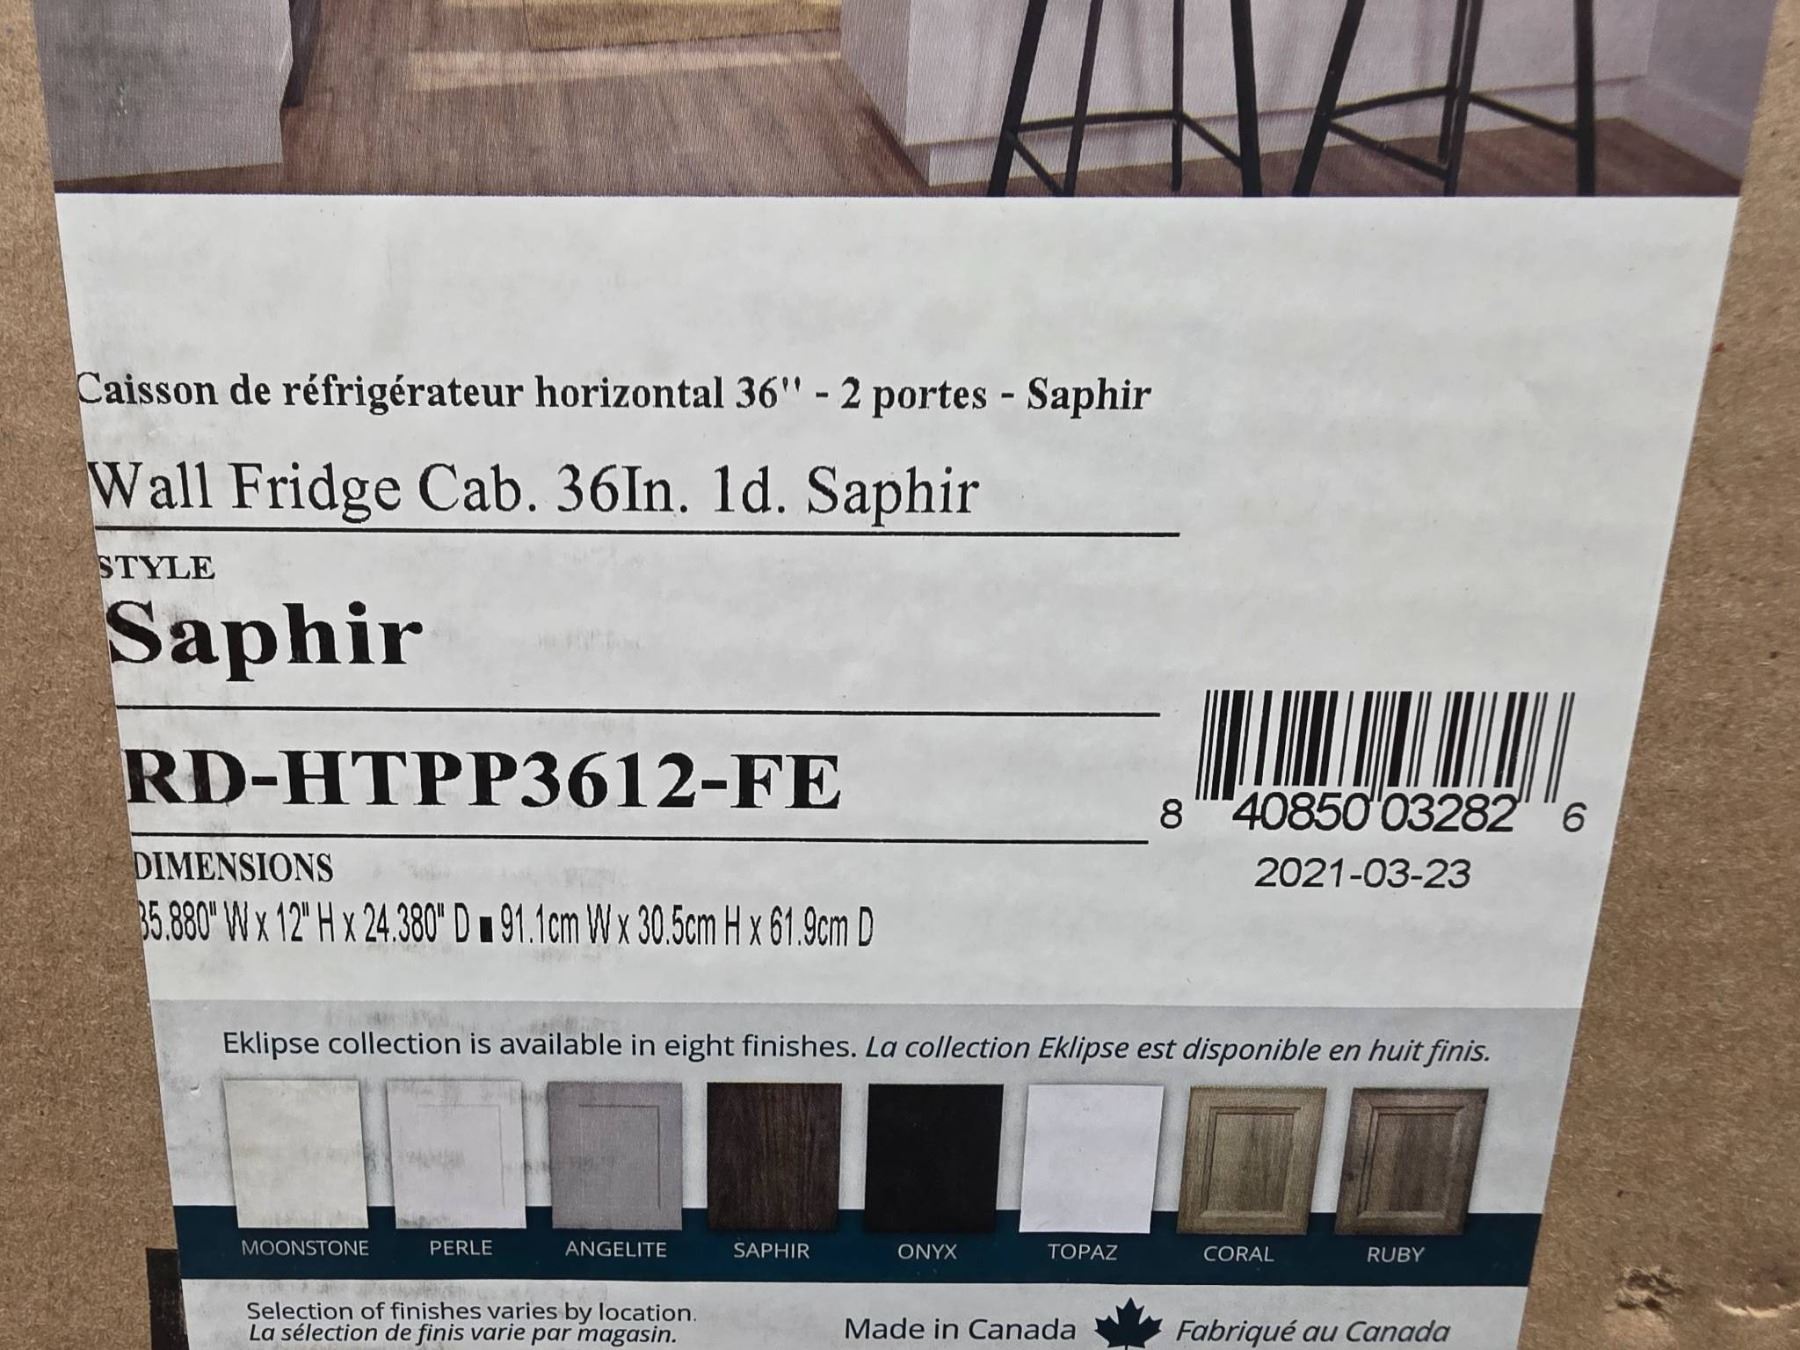 Caisson de réfrigérateur horizontal 36'' - 2 portes - Saphir
Wall Fridge Cab. 36In. 1d. Saphir
STYLE
Saphir
RD-HTPP3612-FE
8 40850 03282 6
2021-03-23
DIMENSIONS
35.880" W x 12" H x 24.380" D ■ 91.1cm W x 30.5cm H x 61.9cm D
Eklipse collection is available in eight finishes. La collection Eklipse est disponible en huit finis.
MOONSTONE PERLE ANGELITE SAPHIR ONYX TOPAZ CORAL RUBY
Selection of finishes varies by location.
La sélection de finis varie par magasin.
Made in Canada Fabriqué au Canada